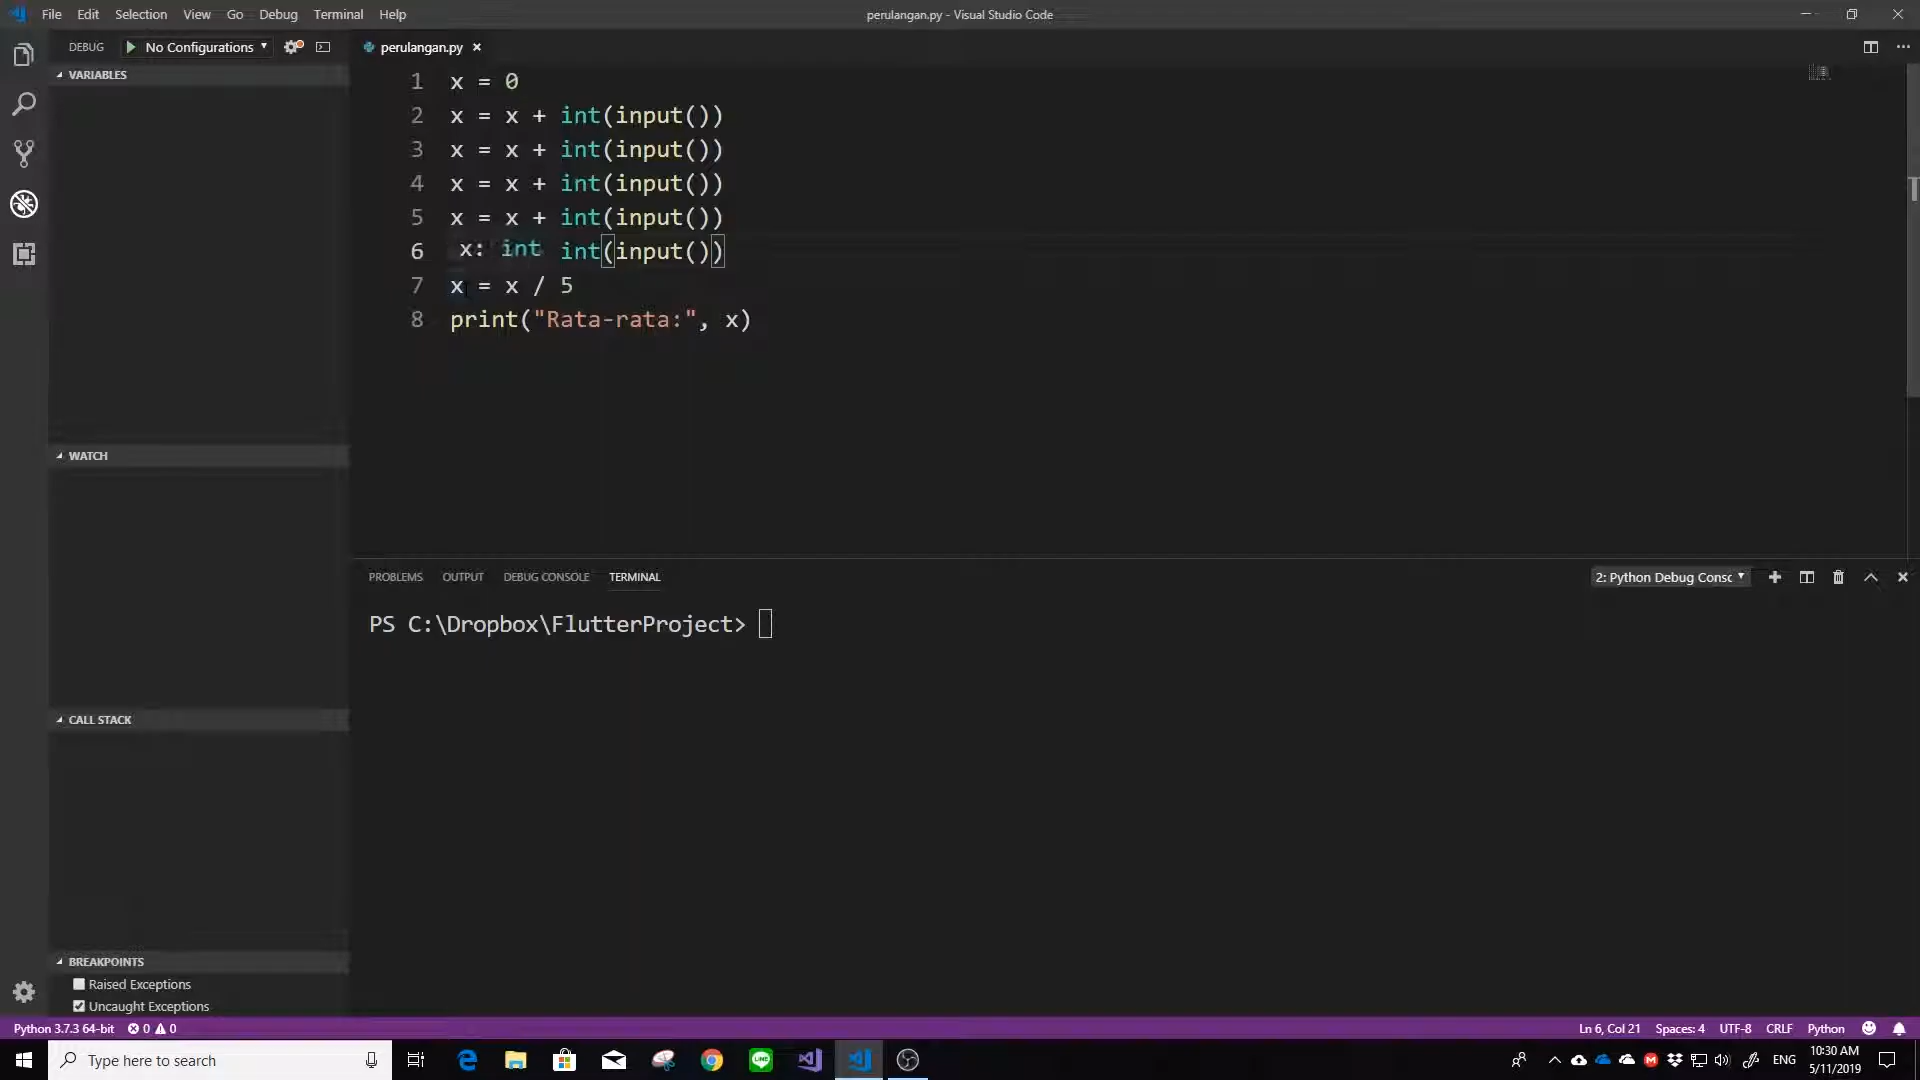 File Edit Selection View Go Debug Terminal Help
perulangan.py - Visual Studio Code
DEBUG No Configurations
perulangan.py
VARIABLES
1 x = 0
2 x = x + int(input())
3 x = x + int(input())
4 x = x + int(input())
5 x = x + int(input())
6 x: int int(input())
7 x = x / 5
8 print("Rata-rata:", x)
WATCH
CALL STACK
BREAKPOINTS
Raised Exceptions
Uncaught Exceptions
PROBLEMS OUTPUT DEBUG CONSOLE TERMINAL
2: Python Debug Consc
PS C:\Dropbox\FlutterProject>
Python 3.7.3 64-bit 0 0
Ln 6, Col 21 Spaces: 4 UTF-8 CRLF Python
Type here to search
LINE
ENG
10:30 AM
5/11/2019